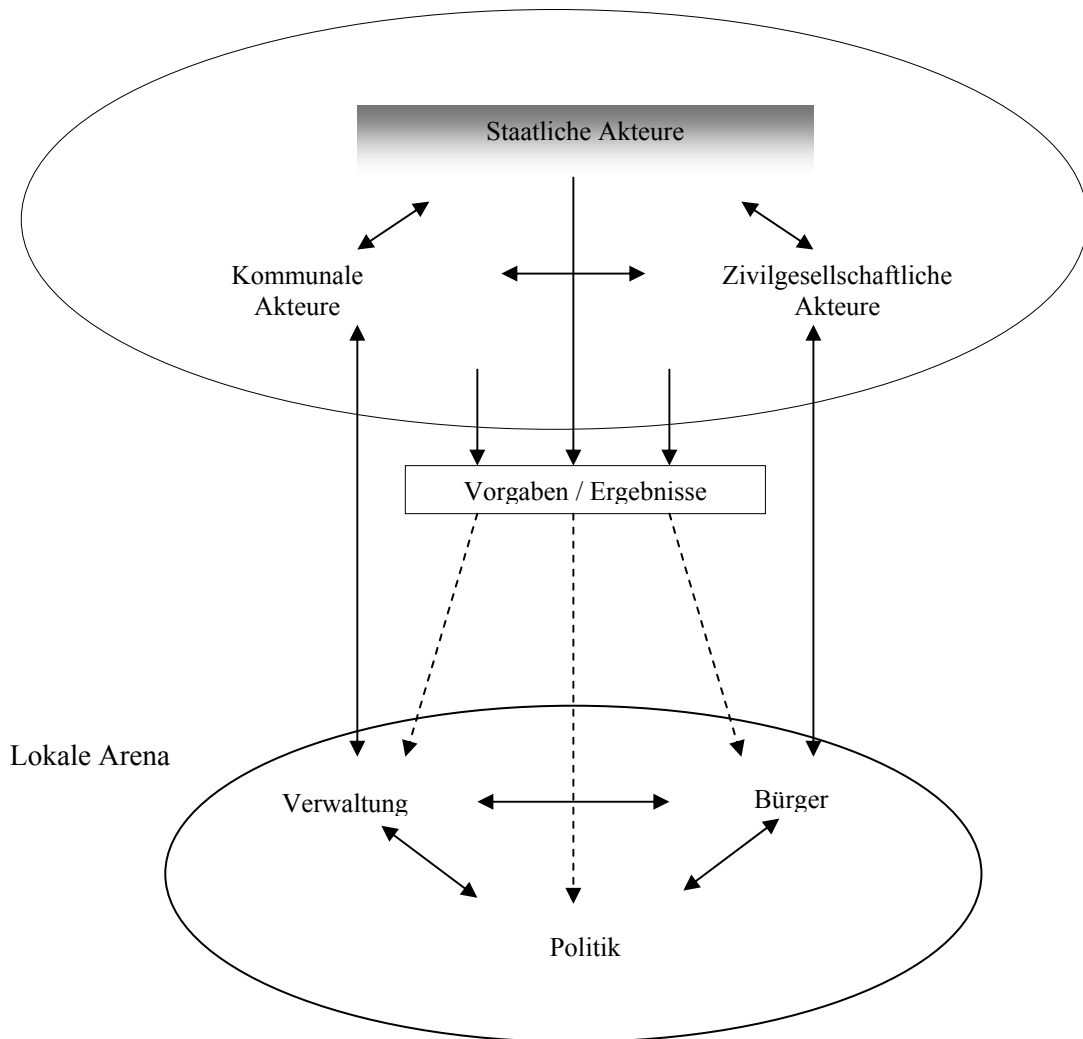 Staatliche Akteure
Kommunale
Akteure
Zivilgesellschaftliche
Akteure
Vorgaben / Ergebnisse
Lokale Arena
Verwaltung
Bürger
Politik